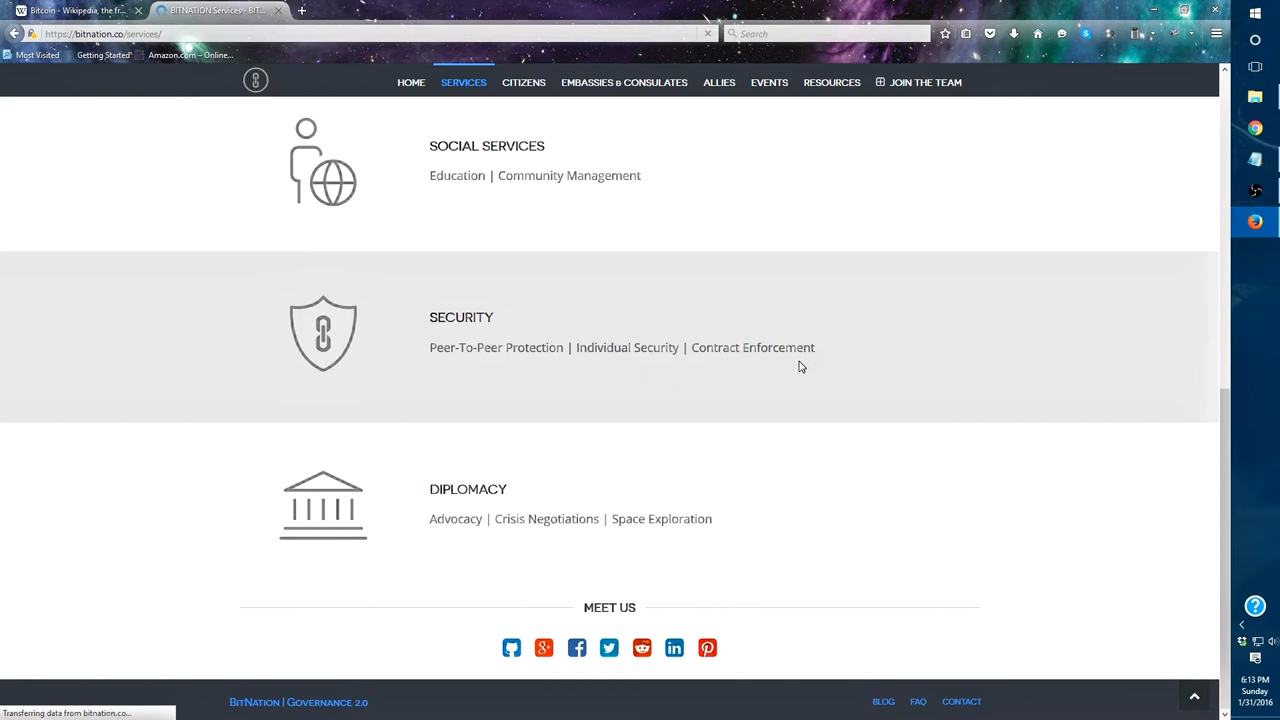 Bitcoin - Wikipedia, the fr...
BITNATION Services - BIT...
https://bitnation.co/services/
Search
Most Visited
Getting Started
Amazon.com – Online...
HOME
SERVICES
CITIZENS
EMBASSIES & CONSULATES
ALLIES
EVENTS
RESOURCES
JOIN THE TEAM
SOCIAL SERVICES
Education | Community Management
SECURITY
Peer-To-Peer Protection | Individual Security | Contract Enforcement
DIPLOMACY
Advocacy | Crisis Negotiations | Space Exploration
MEET US
BITNATION | GOVERNANCE 2.0
BLOG
FAQ
CONTACT
Transferring data from bitnation.co...
6:13 PM
Sunday
1/31/2016